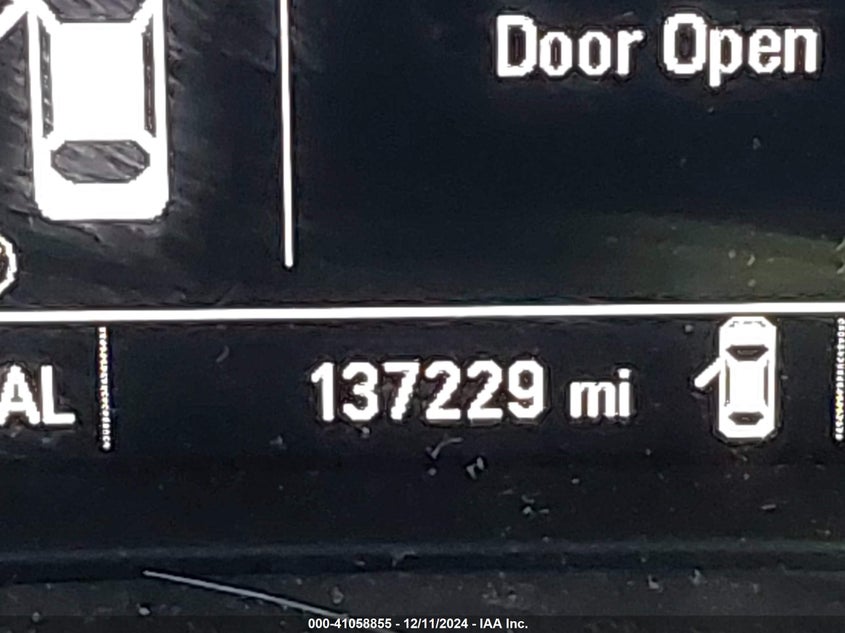 Door Open
AL
137229 mi
000-41058855 - 12/11/2024 - IAA Inc.